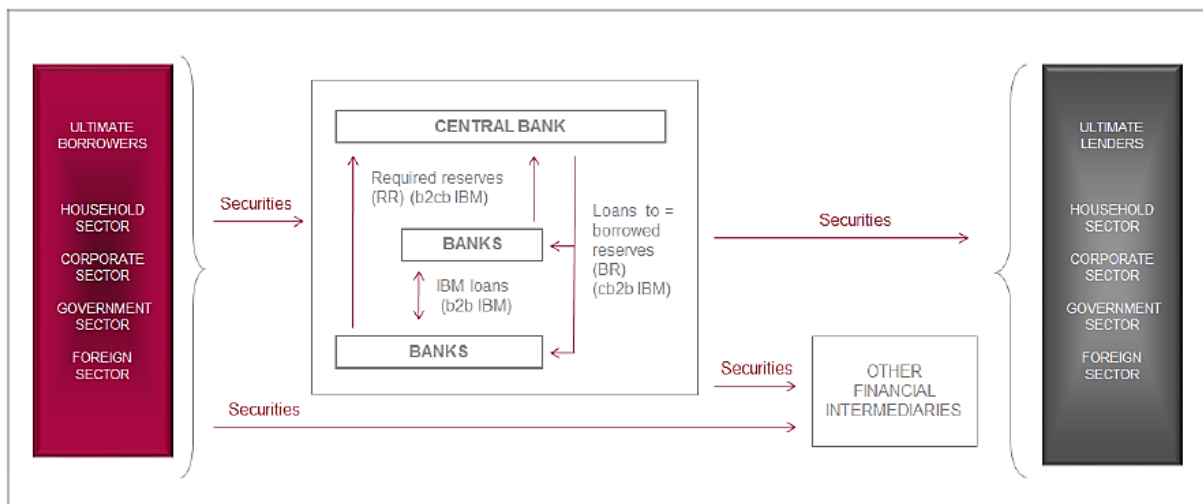 ULTIMATE
BORROWERS
HOUSEHOLD
SECTOR
CORPORATE
SECTOR
GOVERNMENT
SECTOR
FOREIGN
SECTOR
Securities
Securities
CENTRAL BANK
Required reserves
(RR) (b2cb IBM)
BANKS
IBM loans
(b2b IBM)
BANKS
Loans to =
borrowed
reserves
(BR)
(cb2b IBM)
Securities
Securities
OTHER
FINANCIAL
INTERMEDIARIES
ULTIMATE
LENDERS
HOUSEHOLD
SECTOR
CORPORATE
SECTOR
GOVERNMENT
SECTOR
FOREIGN
SECTOR